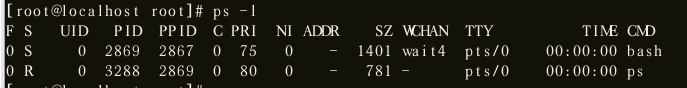 [root@localhost root]# ps -l
F S UID PID PPID C PRI NI ADDR SZ WCHAN TTY TIME CMD
0 S 0 2869 2867 0 75 0 - 1401 wait4 pts/0 00:00:00 bash
0 R 0 3288 2869 0 80 0 - 781 - pts/0 00:00:00 ps